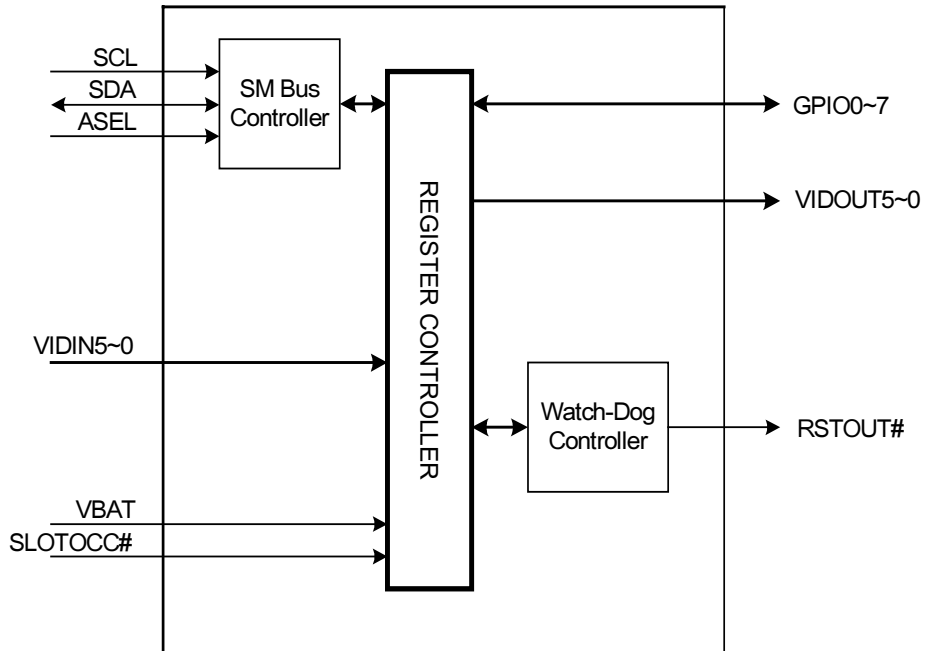 SCL
SDA
ASEL
SM Bus
Controller
GPIO0~7
VIDOUT5~0
REGISTER CONTROLLER
VIDIN5~0
Watch-Dog
Controller
RSTOUT#
VBAT
SLOTOCC#